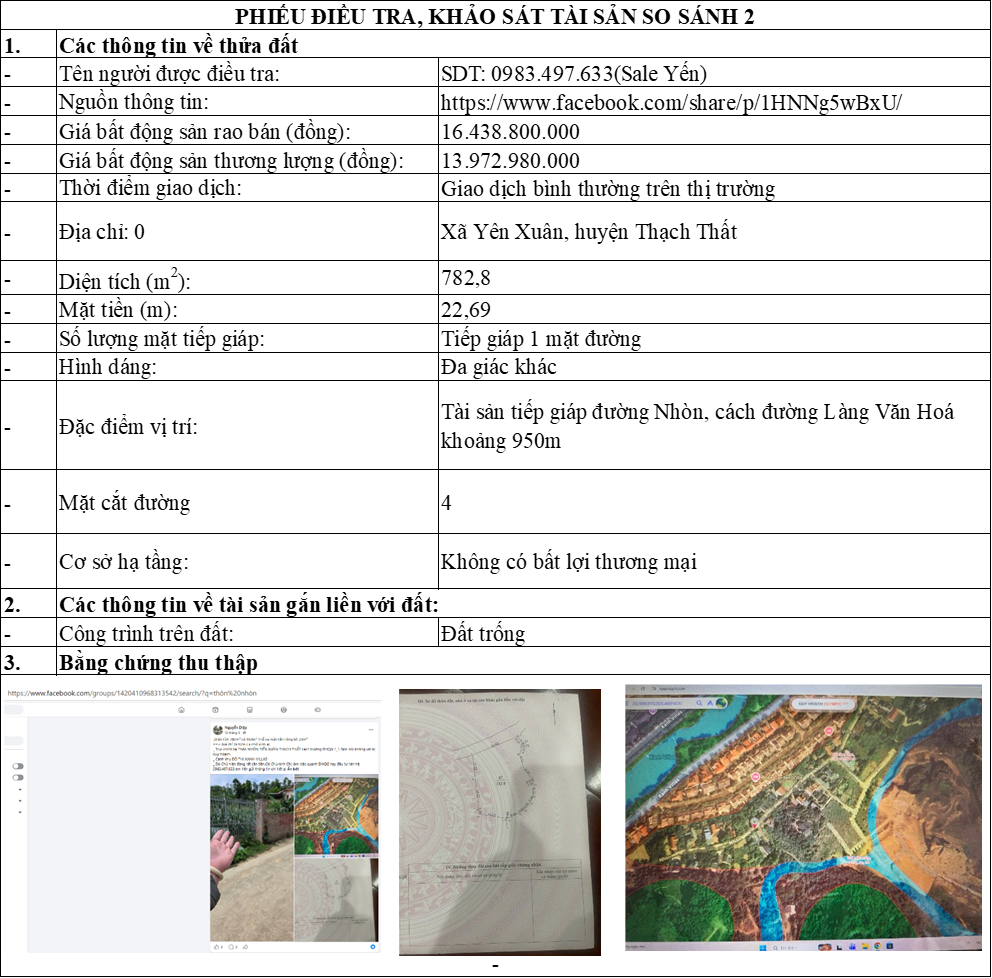 PHIẾU ĐIỀU TRA, KHẢO SÁT TÀI SẢN SO SÁNH 2
1. Các thông tin về thửa đất
- Tên người được điều tra: SDT: 0983.497.633(Sale Yến)
- Nguồn thông tin: https://www.facebook.com/share/p/1HNNg5wBxU/
- Giá bất động sản rao bán (đồng): 16.438.800.000
- Giá bất động sản thương lượng (đồng): 13.972.980.000
- Thời điểm giao dịch: Giao dịch bình thường trên thị trường
- Địa chỉ: 0 Xã Yên Xuân, huyện Thạch Thất
- Diện tích (m2): 782,8
- Mặt tiền (m): 22,69
- Số lượng mặt tiếp giáp: Tiếp giáp 1 mặt đường
- Hình dáng: Đa giác khác
- Đặc điểm vị trí: Tài sản tiếp giáp đường Nhòn, cách đường Làng Văn Hoá
khoảng 950m
- Mặt cắt đường 4
- Cơ sở hạ tầng: Không có bất lợi thương mại
2. Các thông tin về tài sản gắn liền với đất:
- Công trình trên đất: Đất trống
3. Bằng chứng thu thập
https://www.facebook.com/groups/1420410968313542/search/?q=thôn%20nhòn
-